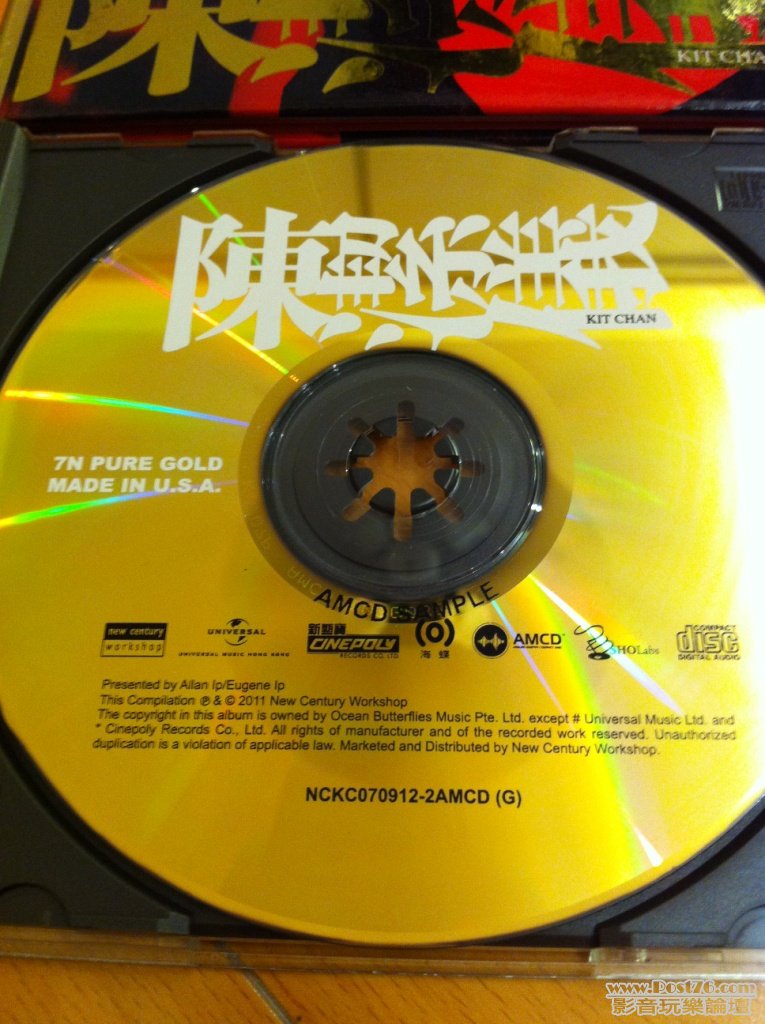 陳
KIT CHA
陳潔儀
KIT CHAN
7N PURE GOLD
MADE IN U.S.A.
AMCD SAMPLE
new century
workshop
UNIVERSAL
UNIVERSAL MUSIC HONG KONG
新藝寶
CINEPOLY
RECORDS CO. LTD.
海蝶
AMCD
SHOLabs
COMPACT
disc
DIGITAL AUDIO
Presented by Allan Ip/Eugene Ip
This Compilation ℗ & © 2011 New Century Workshop
The copyright in this album is owned by Ocean Butterflies Music Pte. Ltd. except # Universal Music Ltd. and
* Cinepoly Records Co., Ltd. All rights of manufacturer and of the recorded work reserved. Unauthorized
duplication is a violation of applicable law. Marketed and Distributed by New Century Workshop.
NCKC070912-2AMCD (G)
www.Post76.com
影音玩樂論壇